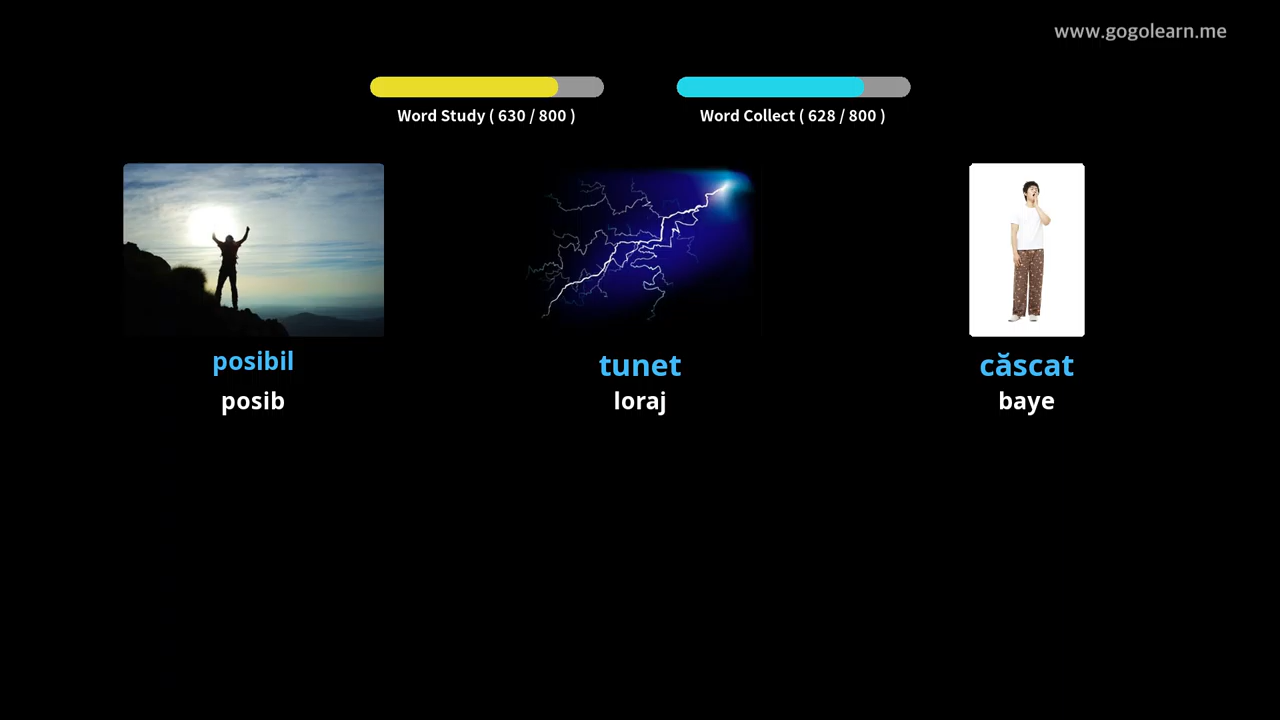 www.gogolearn.me
Word Study ( 630 / 800 )
Word Collect ( 628 / 800 )
posibil
posib
tunet
loraj
căscat
baye